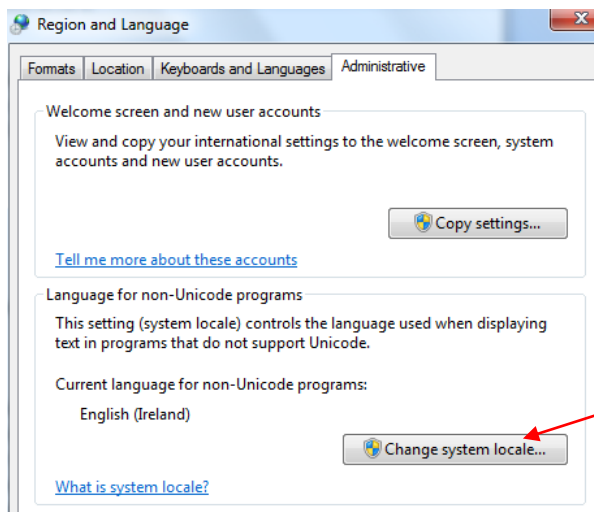 Region and Language
Formats Location Keyboards and Languages Administrative
Welcome screen and new user accounts
View and copy your international settings to the welcome screen, system
accounts and new user accounts.
Copy settings...
Tell me more about these accounts
Language for non-Unicode programs
This setting (system locale) controls the language used when displaying
text in programs that do not support Unicode.
Current language for non-Unicode programs:
English (Ireland)
Change system locale...
What is system locale?